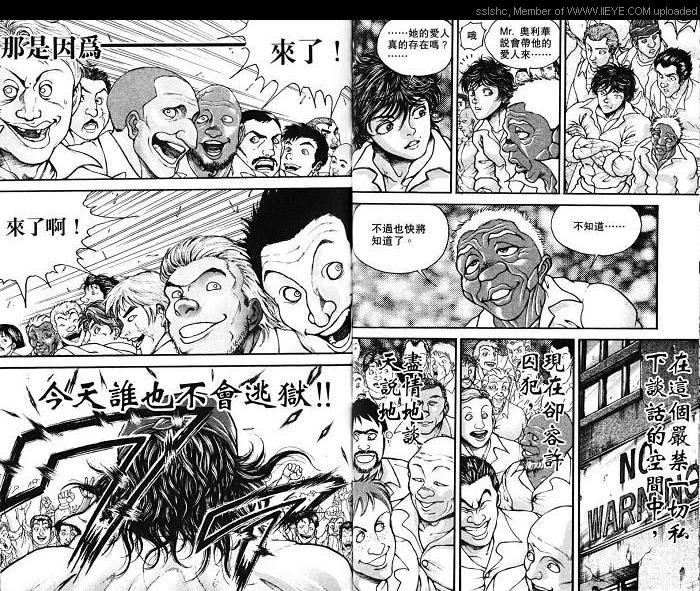 sslshc, Member of WWW.IIEYE.COM uploaded
Mr. 奧利華
說會帶他的
愛人來……
哦
……她的愛人
真的存在嗎?
……
不知道……
不過也快將
知道了。
在這個嚴禁一切私
下談話的空間中，
NO
WARNING
現在卻容許
囚犯，
盡情地談
天說地。
那是因爲
來了！
來了啊！
今天誰也不會逃獄!!